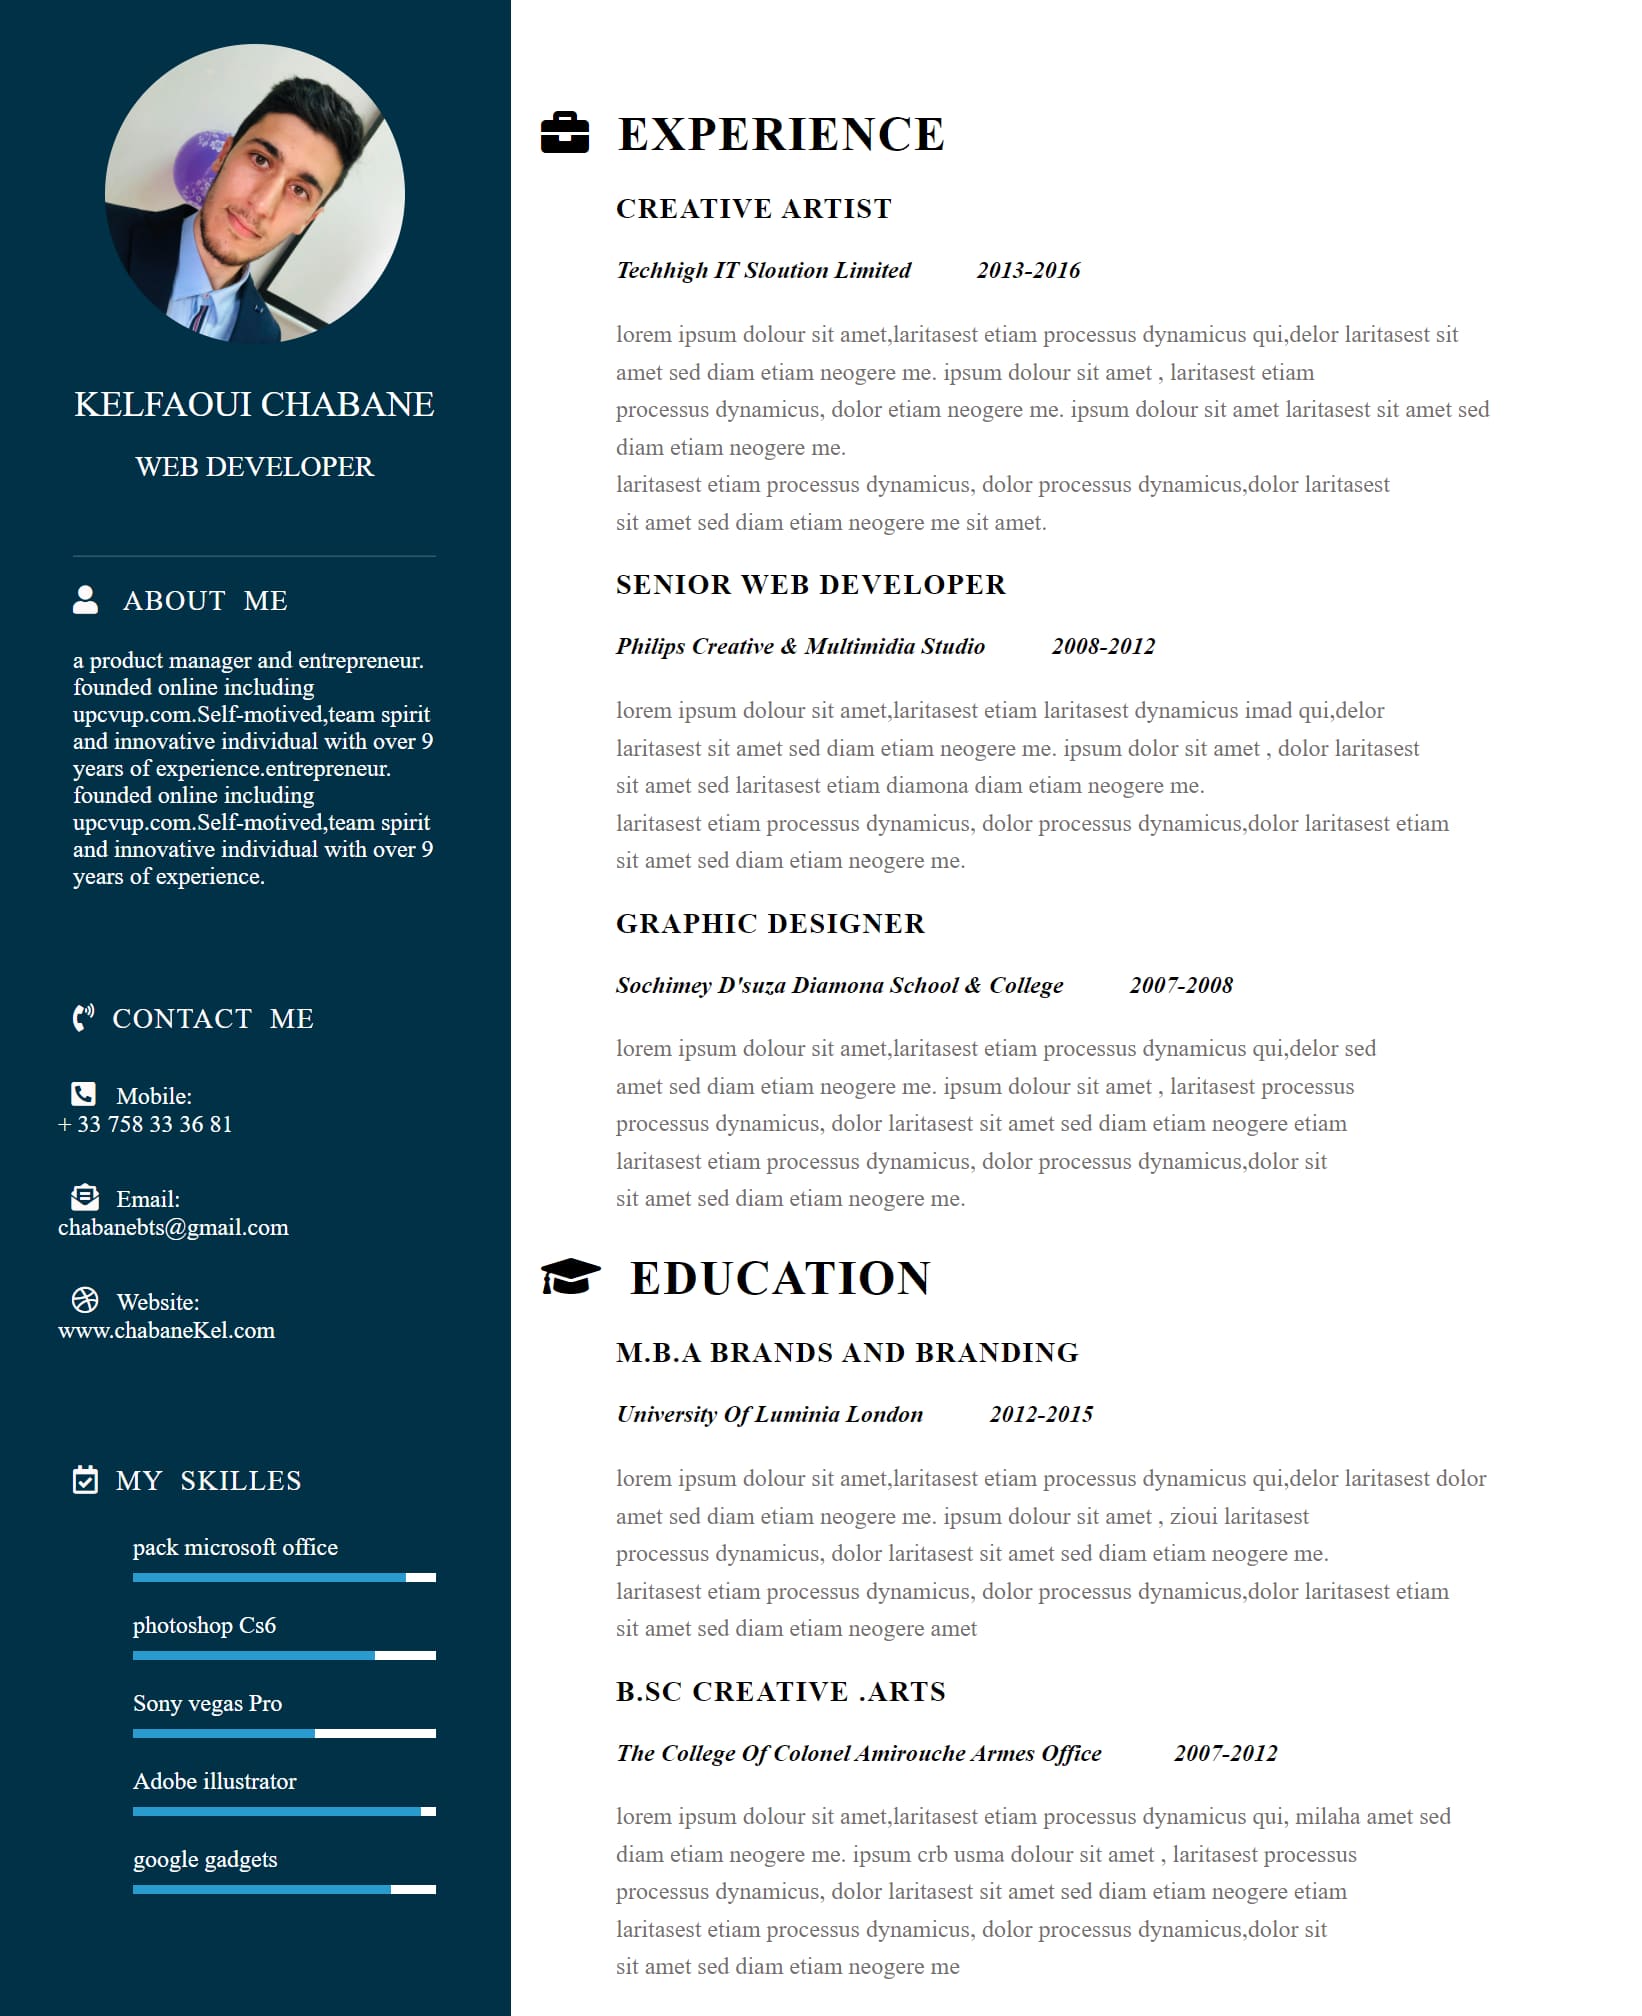 KELFAOUI CHABANE
WEB DEVELOPER
ABOUT ME
a product manager and entrepreneur.
founded online including
upcvup.com.Self-motived,team spirit
and innovative individual with over 9
years of experience.entrepreneur.
founded online including
upcvup.com.Self-motived,team spirit
and innovative individual with over 9
years of experience.
CONTACT ME
Mobile:
+ 33 758 33 36 81
Email:
chabanebts@gmail.com
Website:
www.chabaneKel.com
MY SKILLES
pack microsoft office
photoshop Cs6
Sony vegas Pro
Adobe illustrator
google gadgets
EXPERIENCE
CREATIVE ARTIST
Techhigh IT Sloution Limited 2013-2016
lorem ipsum dolour sit amet,laritasest etiam processus dynamicus qui,delor laritasest sit
amet sed diam etiam neogere me. ipsum dolour sit amet , laritasest etiam
processus dynamicus, dolor etiam neogere me. ipsum dolour sit amet laritasest sit amet sed
diam etiam neogere me.
laritasest etiam processus dynamicus, dolor processus dynamicus,dolor laritasest
sit amet sed diam etiam neogere me sit amet.
SENIOR WEB DEVELOPER
Philips Creative & Multimidia Studio 2008-2012
lorem ipsum dolour sit amet,laritasest etiam laritasest dynamicus imad qui,delor
laritasest sit amet sed diam etiam neogere me. ipsum dolor sit amet , dolor laritasest
sit amet sed laritasest etiam diamona diam etiam neogere me.
laritasest etiam processus dynamicus, dolor processus dynamicus,dolor laritasest etiam
sit amet sed diam etiam neogere me.
GRAPHIC DESIGNER
Sochimey D'suza Diamona School & College 2007-2008
lorem ipsum dolour sit amet,laritasest etiam processus dynamicus qui,delor sed
amet sed diam etiam neogere me. ipsum dolour sit amet , laritasest processus
processus dynamicus, dolor laritasest sit amet sed diam etiam neogere etiam
laritasest etiam processus dynamicus, dolor processus dynamicus,dolor sit
sit amet sed diam etiam neogere me.
EDUCATION
M.B.A BRANDS AND BRANDING
University Of Luminia London 2012-2015
lorem ipsum dolour sit amet,laritasest etiam processus dynamicus qui,delor laritasest dolor
amet sed diam etiam neogere me. ipsum dolour sit amet , zioui laritasest
processus dynamicus, dolor laritasest sit amet sed diam etiam neogere me.
laritasest etiam processus dynamicus, dolor processus dynamicus,dolor laritasest etiam
sit amet sed diam etiam neogere amet
B.SC CREATIVE .ARTS
The College Of Colonel Amirouche Armes Office 2007-2012
lorem ipsum dolour sit amet,laritasest etiam processus dynamicus qui, milaha amet sed
diam etiam neogere me. ipsum crb usma dolour sit amet , laritasest processus
processus dynamicus, dolor laritasest sit amet sed diam etiam neogere etiam
laritasest etiam processus dynamicus, dolor processus dynamicus,dolor sit
sit amet sed diam etiam neogere me